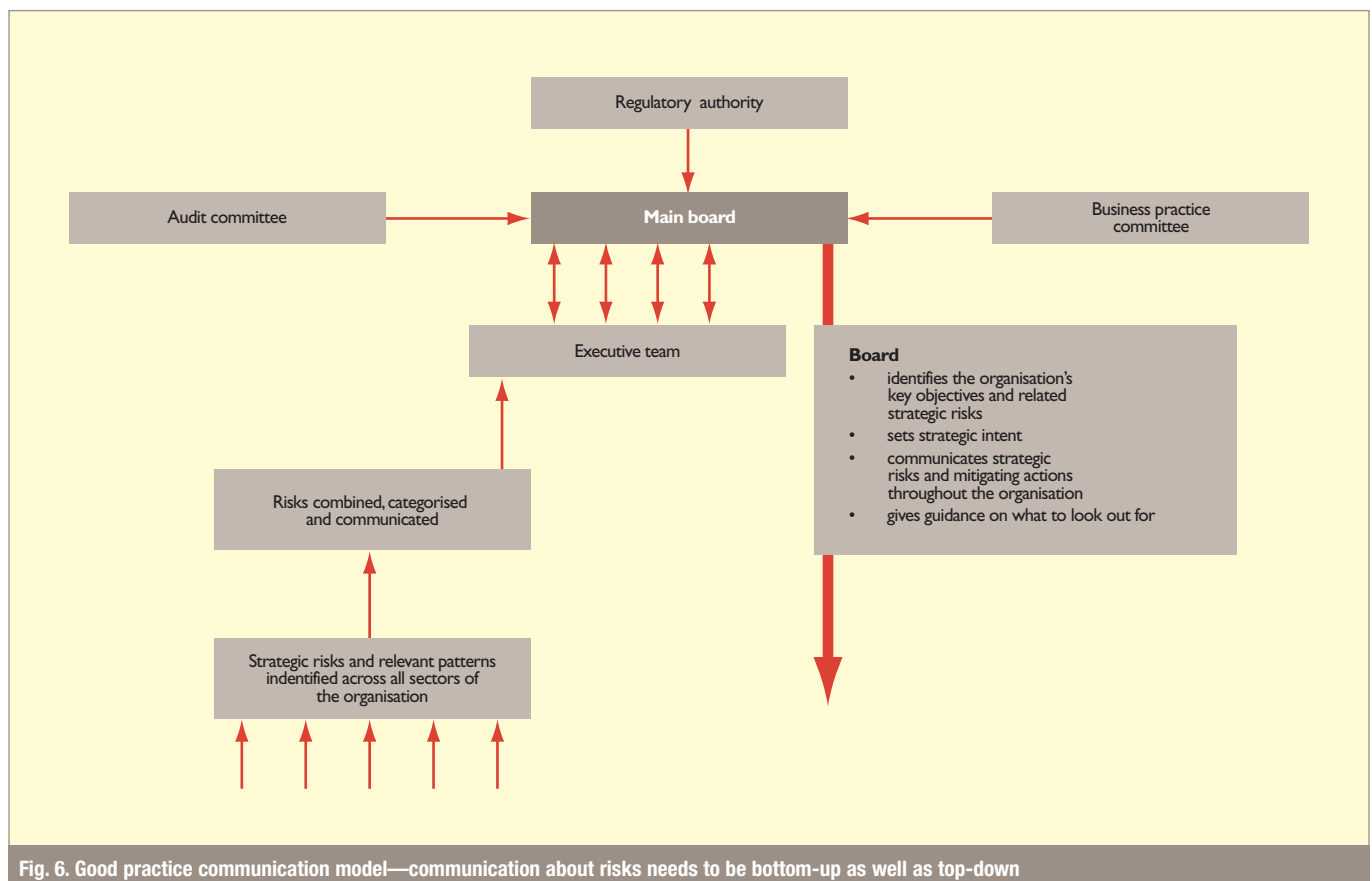 Regulatory authority
Audit committee
Main board
Business practice
committee
Executive team
Board
• identifies the organisation's
key objectives and related
strategic risks
• sets strategic intent
• communicates strategic
risks and mitigating actions
throughout the organisation
• gives guidance on what to look out for
Risks combined, categorised
and communicated
Strategic risks and relevant patterns
indentified across all sectors of
the organisation
Fig. 6. Good practice communication model—communication about risks needs to be bottom-up as well as top-down